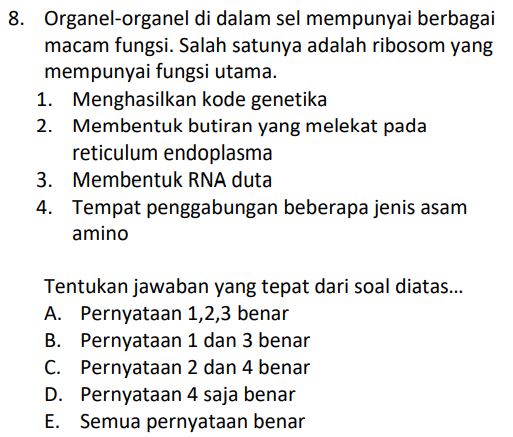 8. Organel-organel di dalam sel mempunyai berbagai
macam fungsi. Salah satunya adalah ribosom yang
mempunyai fungsi utama.
1. Menghasilkan kode genetika
2. Membentuk butiran yang melekat pada
reticulum endoplasma
3. Membentuk RNA duta
4. Tempat penggabungan beberapa jenis asam
amino
Tentukan jawaban yang tepat dari soal diatas...
A. Pernyataan 1,2,3 benar
B. Pernyataan 1 dan 3 benar
C. Pernyataan 2 dan 4 benar
D. Pernyataan 4 saja benar
E. Semua pernyataan benar